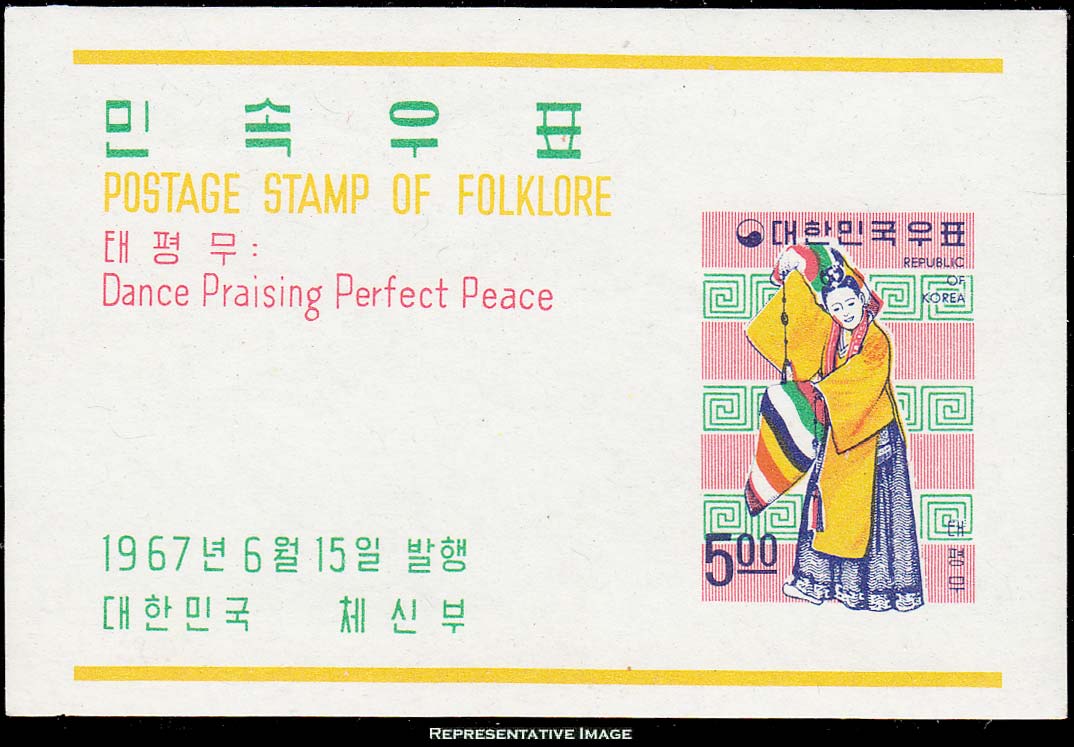 민속우표
POSTAGE STAMP OF FOLKLORE
태평무:
Dance Praising Perfect Peace
대한민국우표
REPUBLIC
OF
KOREA
태평무
5.00
1967년 6월 15일 발행
대한민국 체신부
REPRESENTATIVE IMAGE